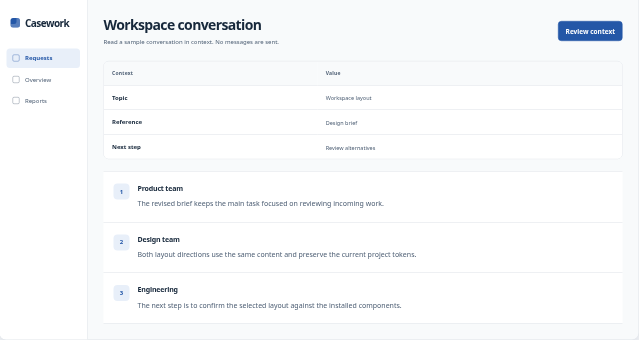 Casework
Requests
Overview
Reports
Workspace conversation
Read a sample conversation in context. No messages are sent.
Review context
Context Value
Topic Workspace layout
Reference Design brief
Next step Review alternatives
1 Product team
The revised brief keeps the main task focused on reviewing incoming work.
2 Design team
Both layout directions use the same content and preserve the current project tokens.
3 Engineering
The next step is to confirm the selected layout against the installed components.